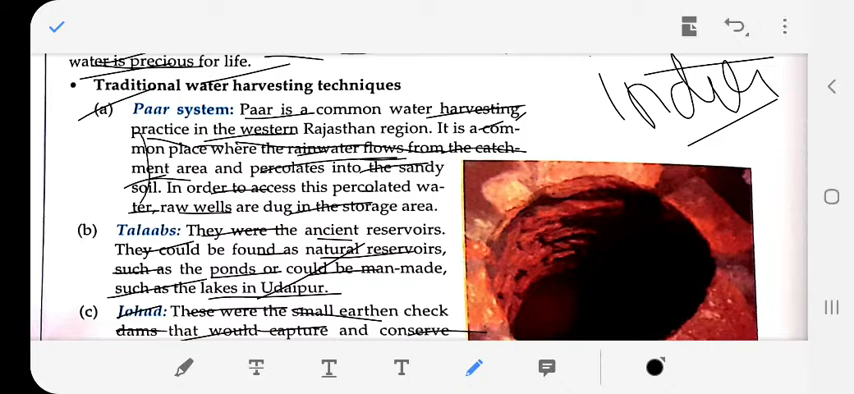 water is precious for life.
• Traditional water harvesting techniques
(a) Paar system: Paar is a common water harvesting
practice in the western Rajasthan region. It is a com-
mon place where the rainwater flows from the catch-
ment area and percolates into the sandy
soil. In order to access this percolated wa-
ter, raw wells are dug in the storage area.
(b) Talaabs: They were the ancient reservoirs.
They could be found as natural reservoirs,
such as the ponds or could be man-made,
such as the lakes in Udaipur.
(c) Johad: These were the small earthen check
dams that would capture and conserve